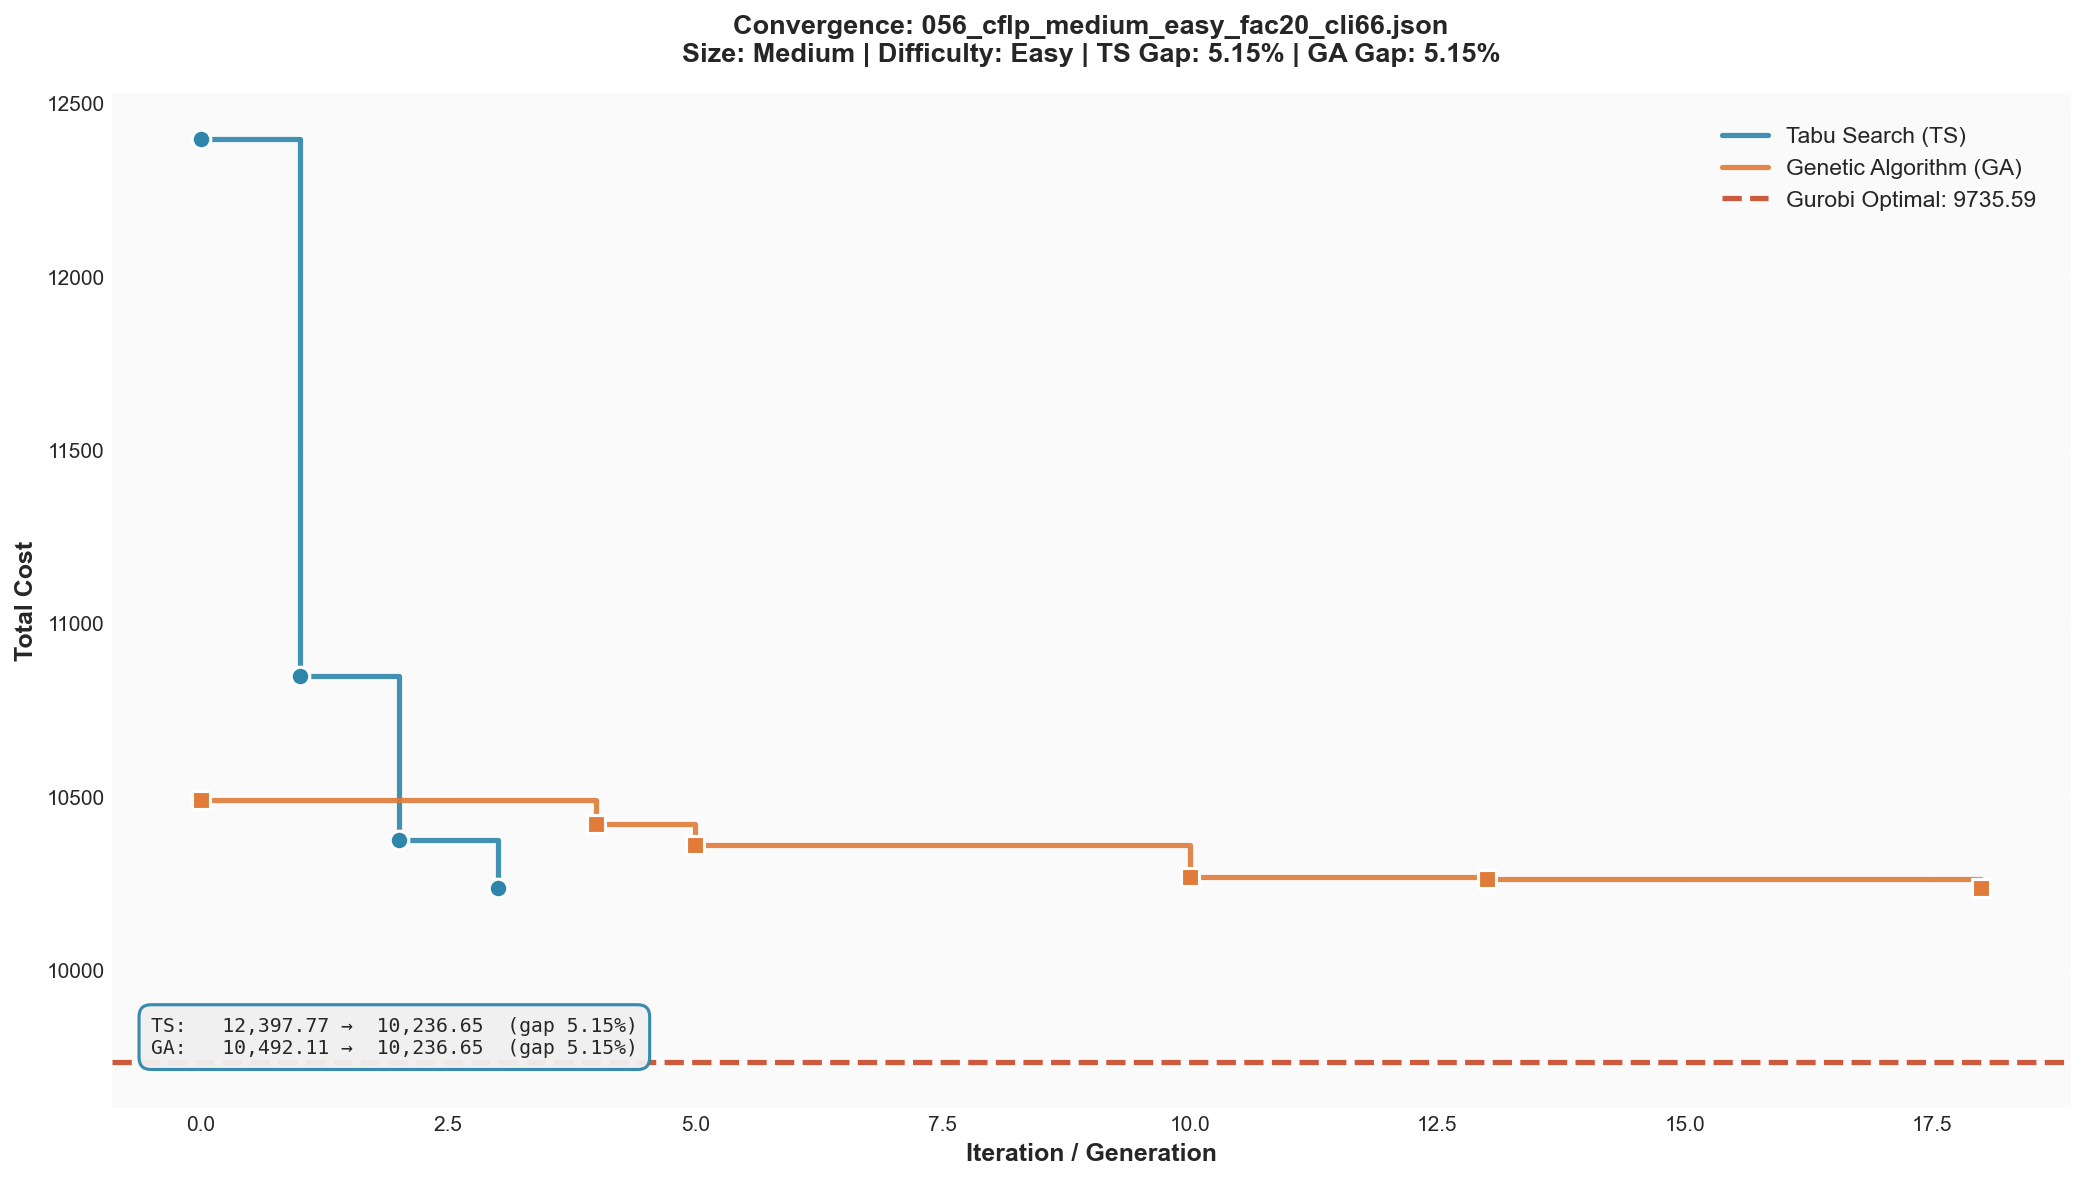 Convergence: 056_cflp_medium_easy_fac20_cli66.json
Size: Medium | Difficulty: Easy | TS Gap: 5.15% | GA Gap: 5.15%
Tabu Search (TS)
Genetic Algorithm (GA)
Gurobi Optimal: 9735.59
Total Cost
12500
12000
11500
11000
10500
10000
TS:   12,397.77 →  10,236.65  (gap 5.15%)
GA:   10,492.11 →  10,236.65  (gap 5.15%)
0.0 2.5 5.0 7.5 10.0 12.5 15.0 17.5
Iteration / Generation